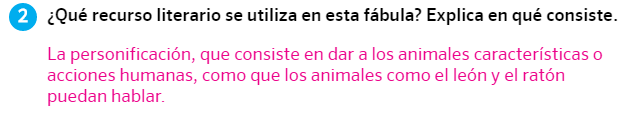 2 ¿Qué recurso literario se utiliza en esta fábula? Explica en qué consiste.
La personificación, que consiste en dar a los animales características o
acciones humanas, como que los animales como el león y el ratón
puedan hablar.